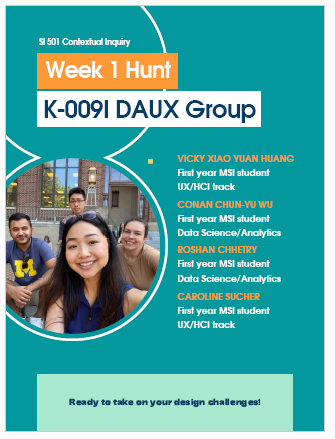 SI 501 Contextual Inquiry
Week 1 Hunt
K-009I DAUX Group
VICKY XIAO YUAN HUANG
First year MSI student
UX/HCI track
CONAN CHUN-YU WU
First year MSI student
Data Science/Analytics
ROSHAN CHHETRY
First year MSI student
Data Science/Analytics
CAROLINE SUCHER
First year MSI student
UX/HCI track
M
Ready to take on your design challenges!